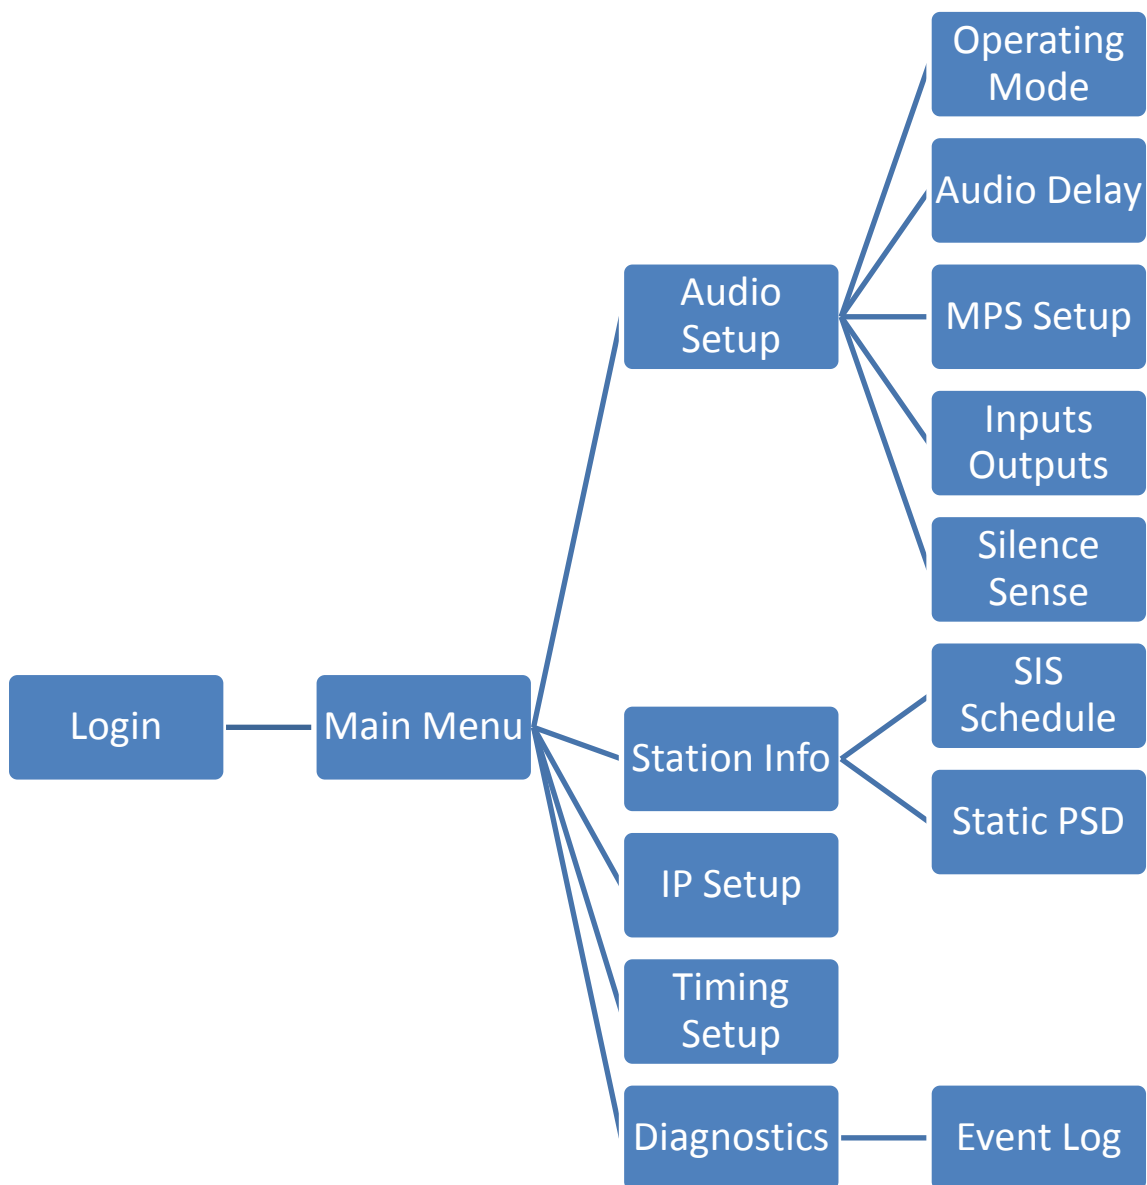 Operating
Mode
Audio Delay
Audio
Setup
MPS Setup
Inputs
Outputs
Silence
Sense
Login
Main Menu
Station Info
SIS
Schedule
Static PSD
IP Setup
Timing
Setup
Diagnostics
Event Log